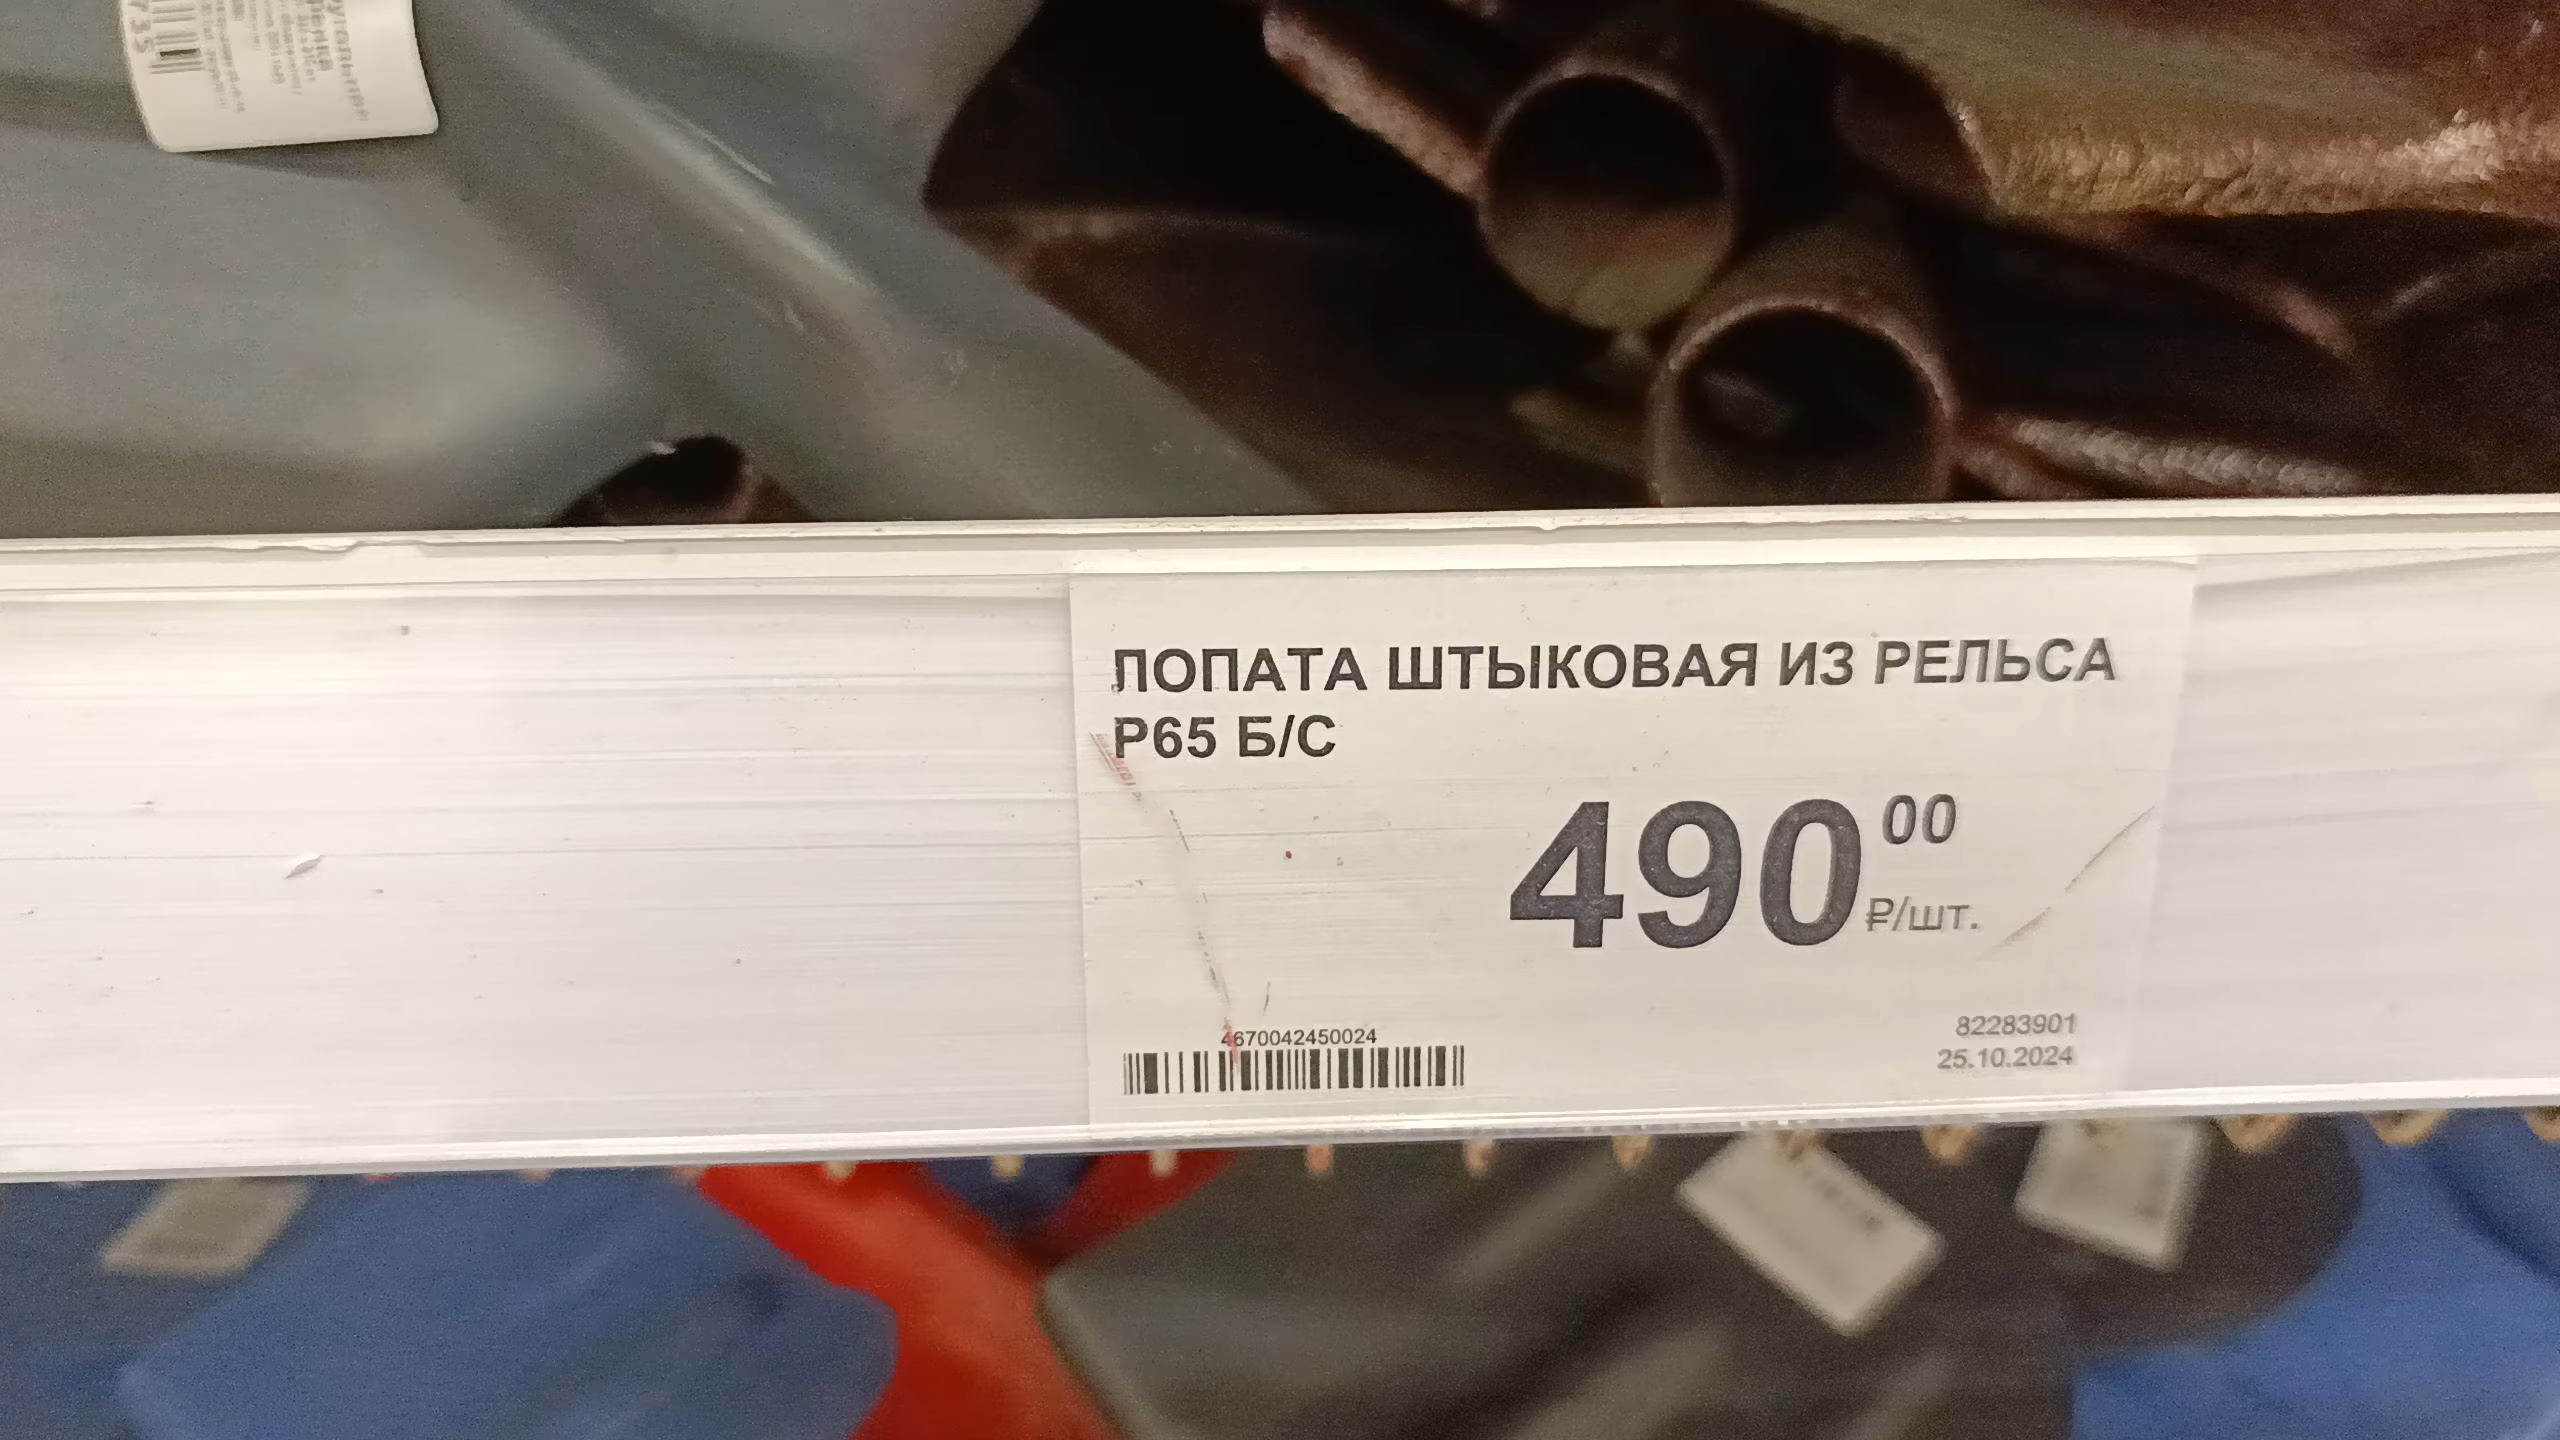 ЛОПАТА ШТЫКОВАЯ ИЗ РЕЛЬСА
Р65 Б/С
490 00
₽/шт.
4670042450024
82283901
25.10.2024